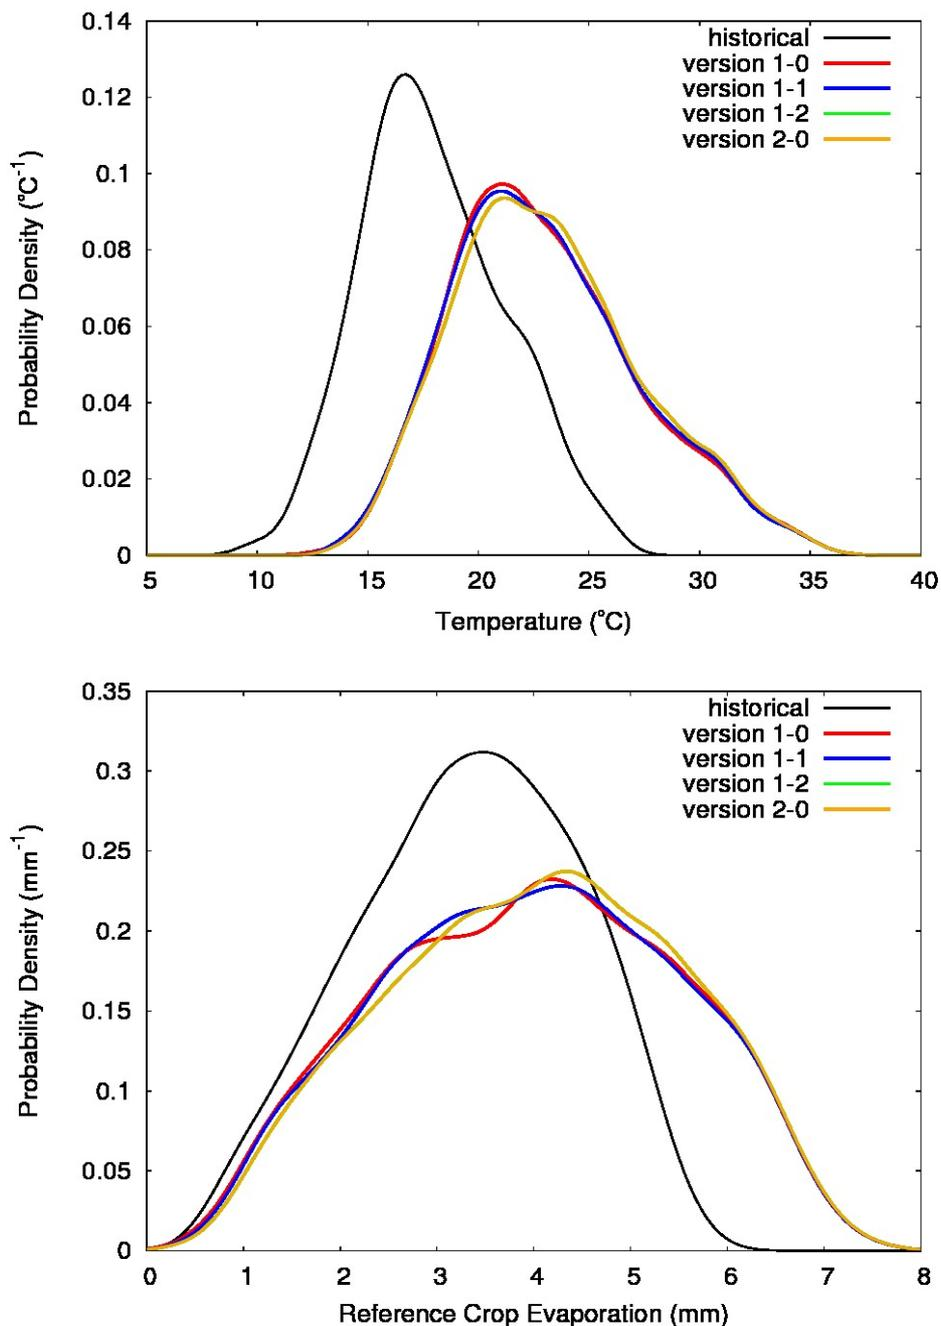 0.14
0.12
0.1
0.08
0.06
0.04
0.02
0
Probability Density (°C⁻¹)
historical
version 1-0
version 1-1
version 1-2
version 2-0
5 10 15 20 25 30 35 40
Temperature (°C)
0.35
0.3
0.25
0.2
0.15
0.1
0.05
0
Probability Density (mm⁻¹)
historical
version 1-0
version 1-1
version 1-2
version 2-0
0 1 2 3 4 5 6 7 8
Reference Crop Evaporation (mm)